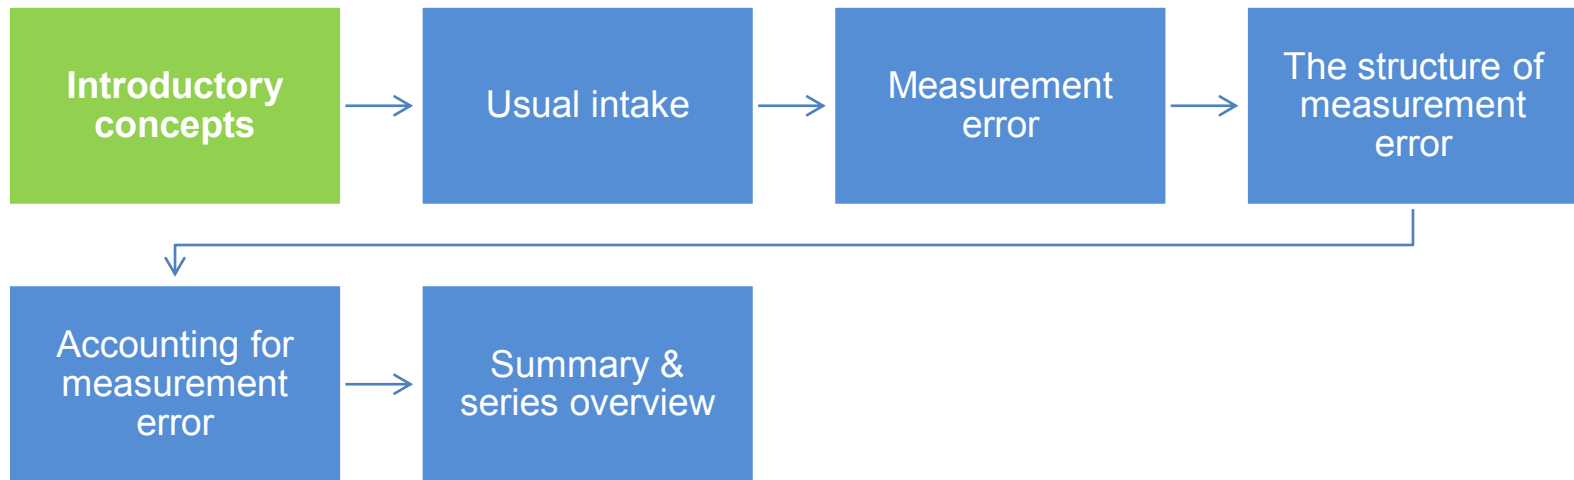 Introductory
concepts
Usual intake
Measurement
error
The structure of
measurement
error
Accounting for
measurement
error
Summary &
series overview